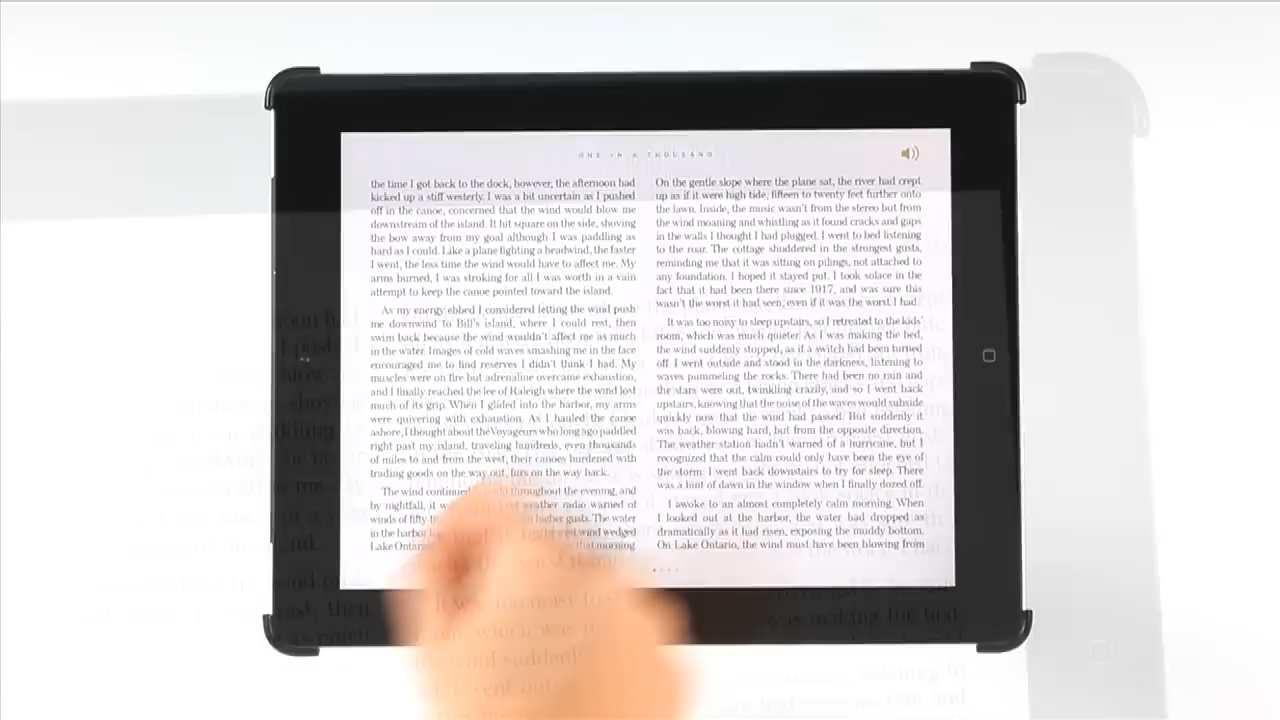 ONE IN A THOUSAND
the time I got back to the dock, however, the afternoon had
kicked up a stiff westerly. I was a bit uncertain as I pushed
off in the canoe, concerned that the wind would blow me
downstream of the island. It hit square on the side, shoving
the bow away from my goal although I was paddling as
hard as I could. Like a plane fighting a headwind, the faster
I went, the less time the wind would have to affect me. My
arms burned, I was stroking for all I was worth in a vain
attempt to keep the canoe pointed toward the island.
As my energy ebbed I considered letting the wind push
me downwind to Bill's island, where I could rest, then
swim back because the wind wouldn't affect me as much
in the water. Images of cold waves smashing me in the face
encouraged me to find reserves I didn't think I had. My
muscles were on fire but adrenaline overcame exhaustion,
and I finally reached the lee of Raleigh where the wind lost
much of its grip. When I glided into the harbor, my arms
were quivering with exhaustion. As I hauled the canoe
ashore, I thought about the Voyageurs who long ago paddled
right past my island, traveling hundreds, even thousands
of miles to and from the west, their canoes burdened with
trading goods on the way out, furs on the way back.
The wind continued throughout the evening, and
by nightfall, it weather radio warned of
winds of higher gusts. The water
in the harbor wind wedged
Lake Ontario that morning
On the gentle slope where the plane sat, the river had crept
up as if it were high tide, fifteen to twenty feet further onto
the lawn. Inside, the music wasn't from the stereo but from
the wind moaning and whistling as it found cracks and gaps
in the walls I thought I had plugged. I went to bed listening
to the roar. The cottage shuddered in the strongest gusts,
reminding me that it was sitting on pilings, not attached to
any foundation. I hoped it stayed put. I took solace in the
fact that it had been there since 1917, and was sure this
wasn't the worst it had seen, even if it was the worst I had.
It was too noisy to sleep upstairs, so I retreated to the kids'
room, which was much quieter. As I was making the bed,
the wind suddenly stopped, as if a switch had been turned
off. I went outside and stood in the darkness, listening to
waves pummeling the rocks. There had been no rain and
the stars were out, twinkling crazily, and so I went back
upstairs, knowing that the noise of the waves would subside
quickly now that the wind had passed. But suddenly it
was back, blowing hard, but from the opposite direction.
The weather station hadn't warned of a hurricane, but I
recognized that the calm could only have been the eye of
the storm. I went back downstairs to try for sleep. There
was a hint of dawn in the window when I finally dozed off.
I awoke to an almost completely calm morning. When
I looked out at the harbor, the water had dropped as
dramatically as it had risen, exposing the muddy bottom.
On Lake Ontario, the wind must have been blowing from